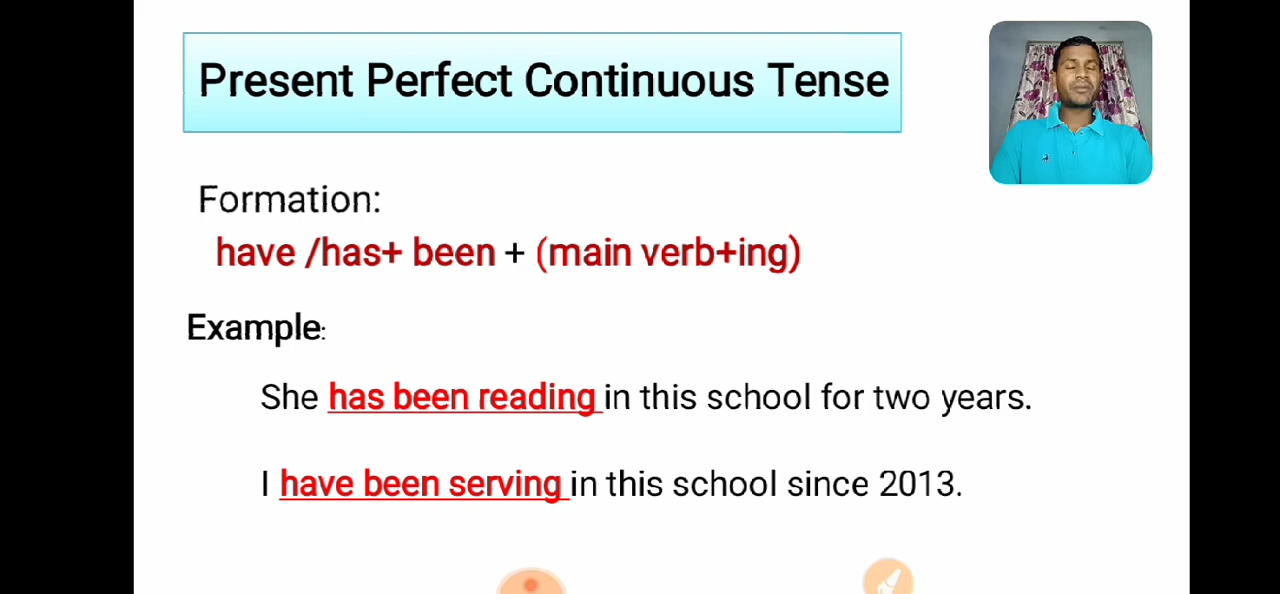 Present Perfect Continuous Tense
Formation:
have /has+ been + (main verb+ing)
Example:
She has been reading in this school for two years.
I have been serving in this school since 2013.